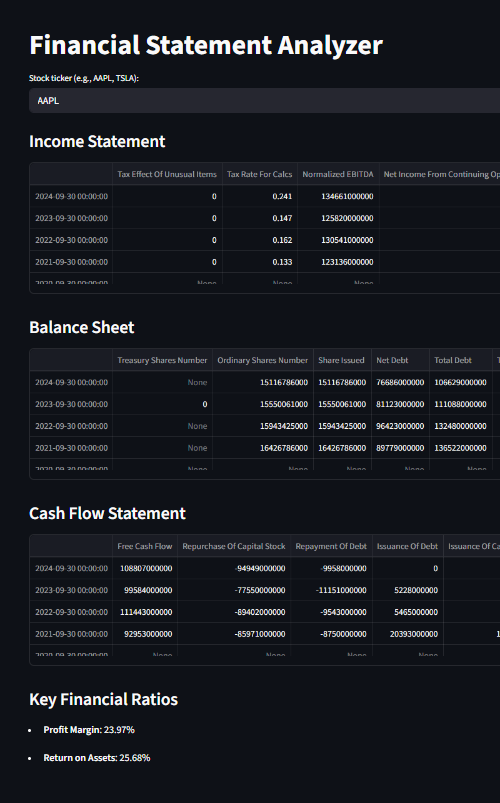 Financial Statement Analyzer
Stock ticker (e.g., AAPL, TSLA):
AAPL
Income Statement
Tax Effect Of Unusual Items Tax Rate For Calcs Normalized EBITDA Net Income From Continuing Op
2024-09-30 00:00:00 0 0.241 134661000000
2023-09-30 00:00:00 0 0.147 125820000000
2022-09-30 00:00:00 0 0.162 130541000000
2021-09-30 00:00:00 0 0.133 123136000000
2020-09-30 00:00:00 None None None
Balance Sheet
Treasury Shares Number Ordinary Shares Number Share Issued Net Debt Total Debt T
2024-09-30 00:00:00 None 15116786000 15116786000 76686000000 106629000000
2023-09-30 00:00:00 0 15550061000 15550061000 81123000000 111088000000
2022-09-30 00:00:00 None 15943425000 15943425000 96423000000 132480000000
2021-09-30 00:00:00 None 16426786000 16426786000 89779000000 136522000000
2020-09-30 00:00:00 None None None None None
Cash Flow Statement
Free Cash Flow Repurchase Of Capital Stock Repayment Of Debt Issuance Of Debt Issuance Of Ca
2024-09-30 00:00:00 108807000000 -94949000000 -9958000000 0
2023-09-30 00:00:00 99584000000 -77550000000 -11151000000 5228000000
2022-09-30 00:00:00 111443000000 -89402000000 -9543000000 5465000000
2021-09-30 00:00:00 92953000000 -85971000000 -8750000000 20393000000 1
2020-09-30 00:00:00 None None None None
Key Financial Ratios
• Profit Margin: 23.97%
• Return on Assets: 25.68%